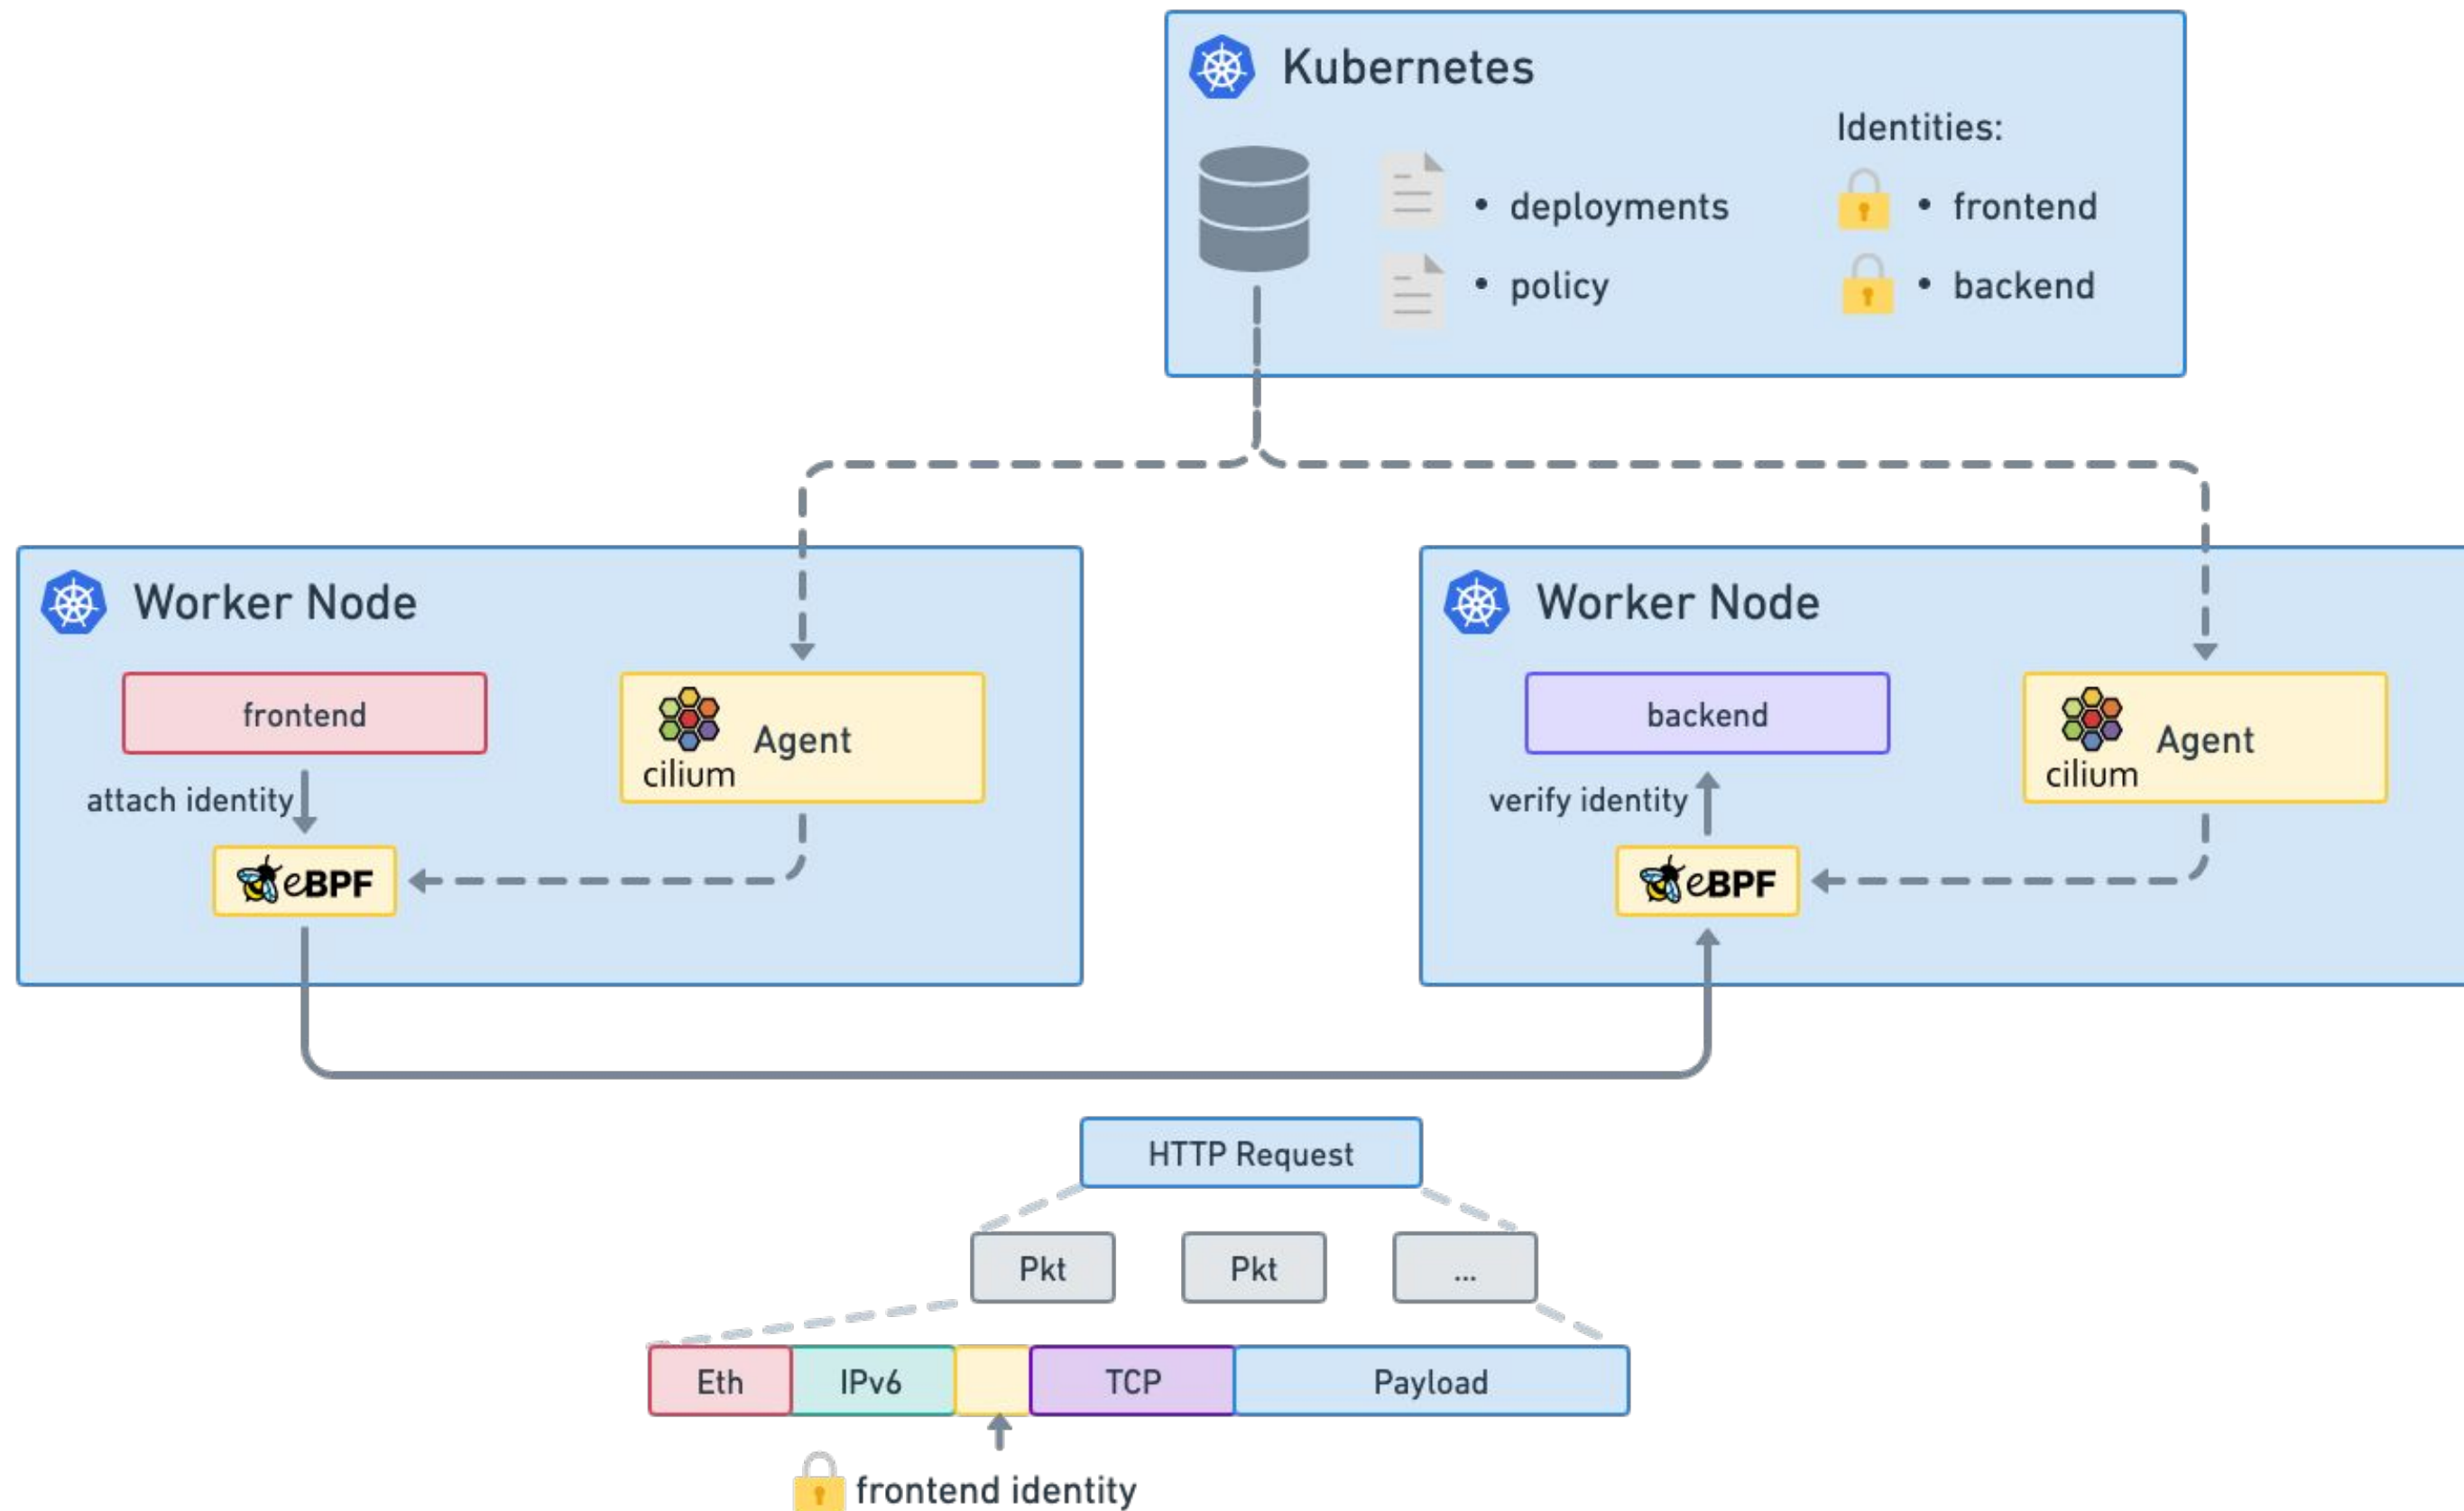 Kubernetes
Identities:
• deployments
• frontend
• policy
• backend
Worker Node
frontend
cilium
Agent
attach identity
eBPF
Worker Node
backend
cilium
Agent
verify identity
eBPF
HTTP Request
Pkt
Pkt
...
Eth
IPv6
TCP
Payload
frontend identity